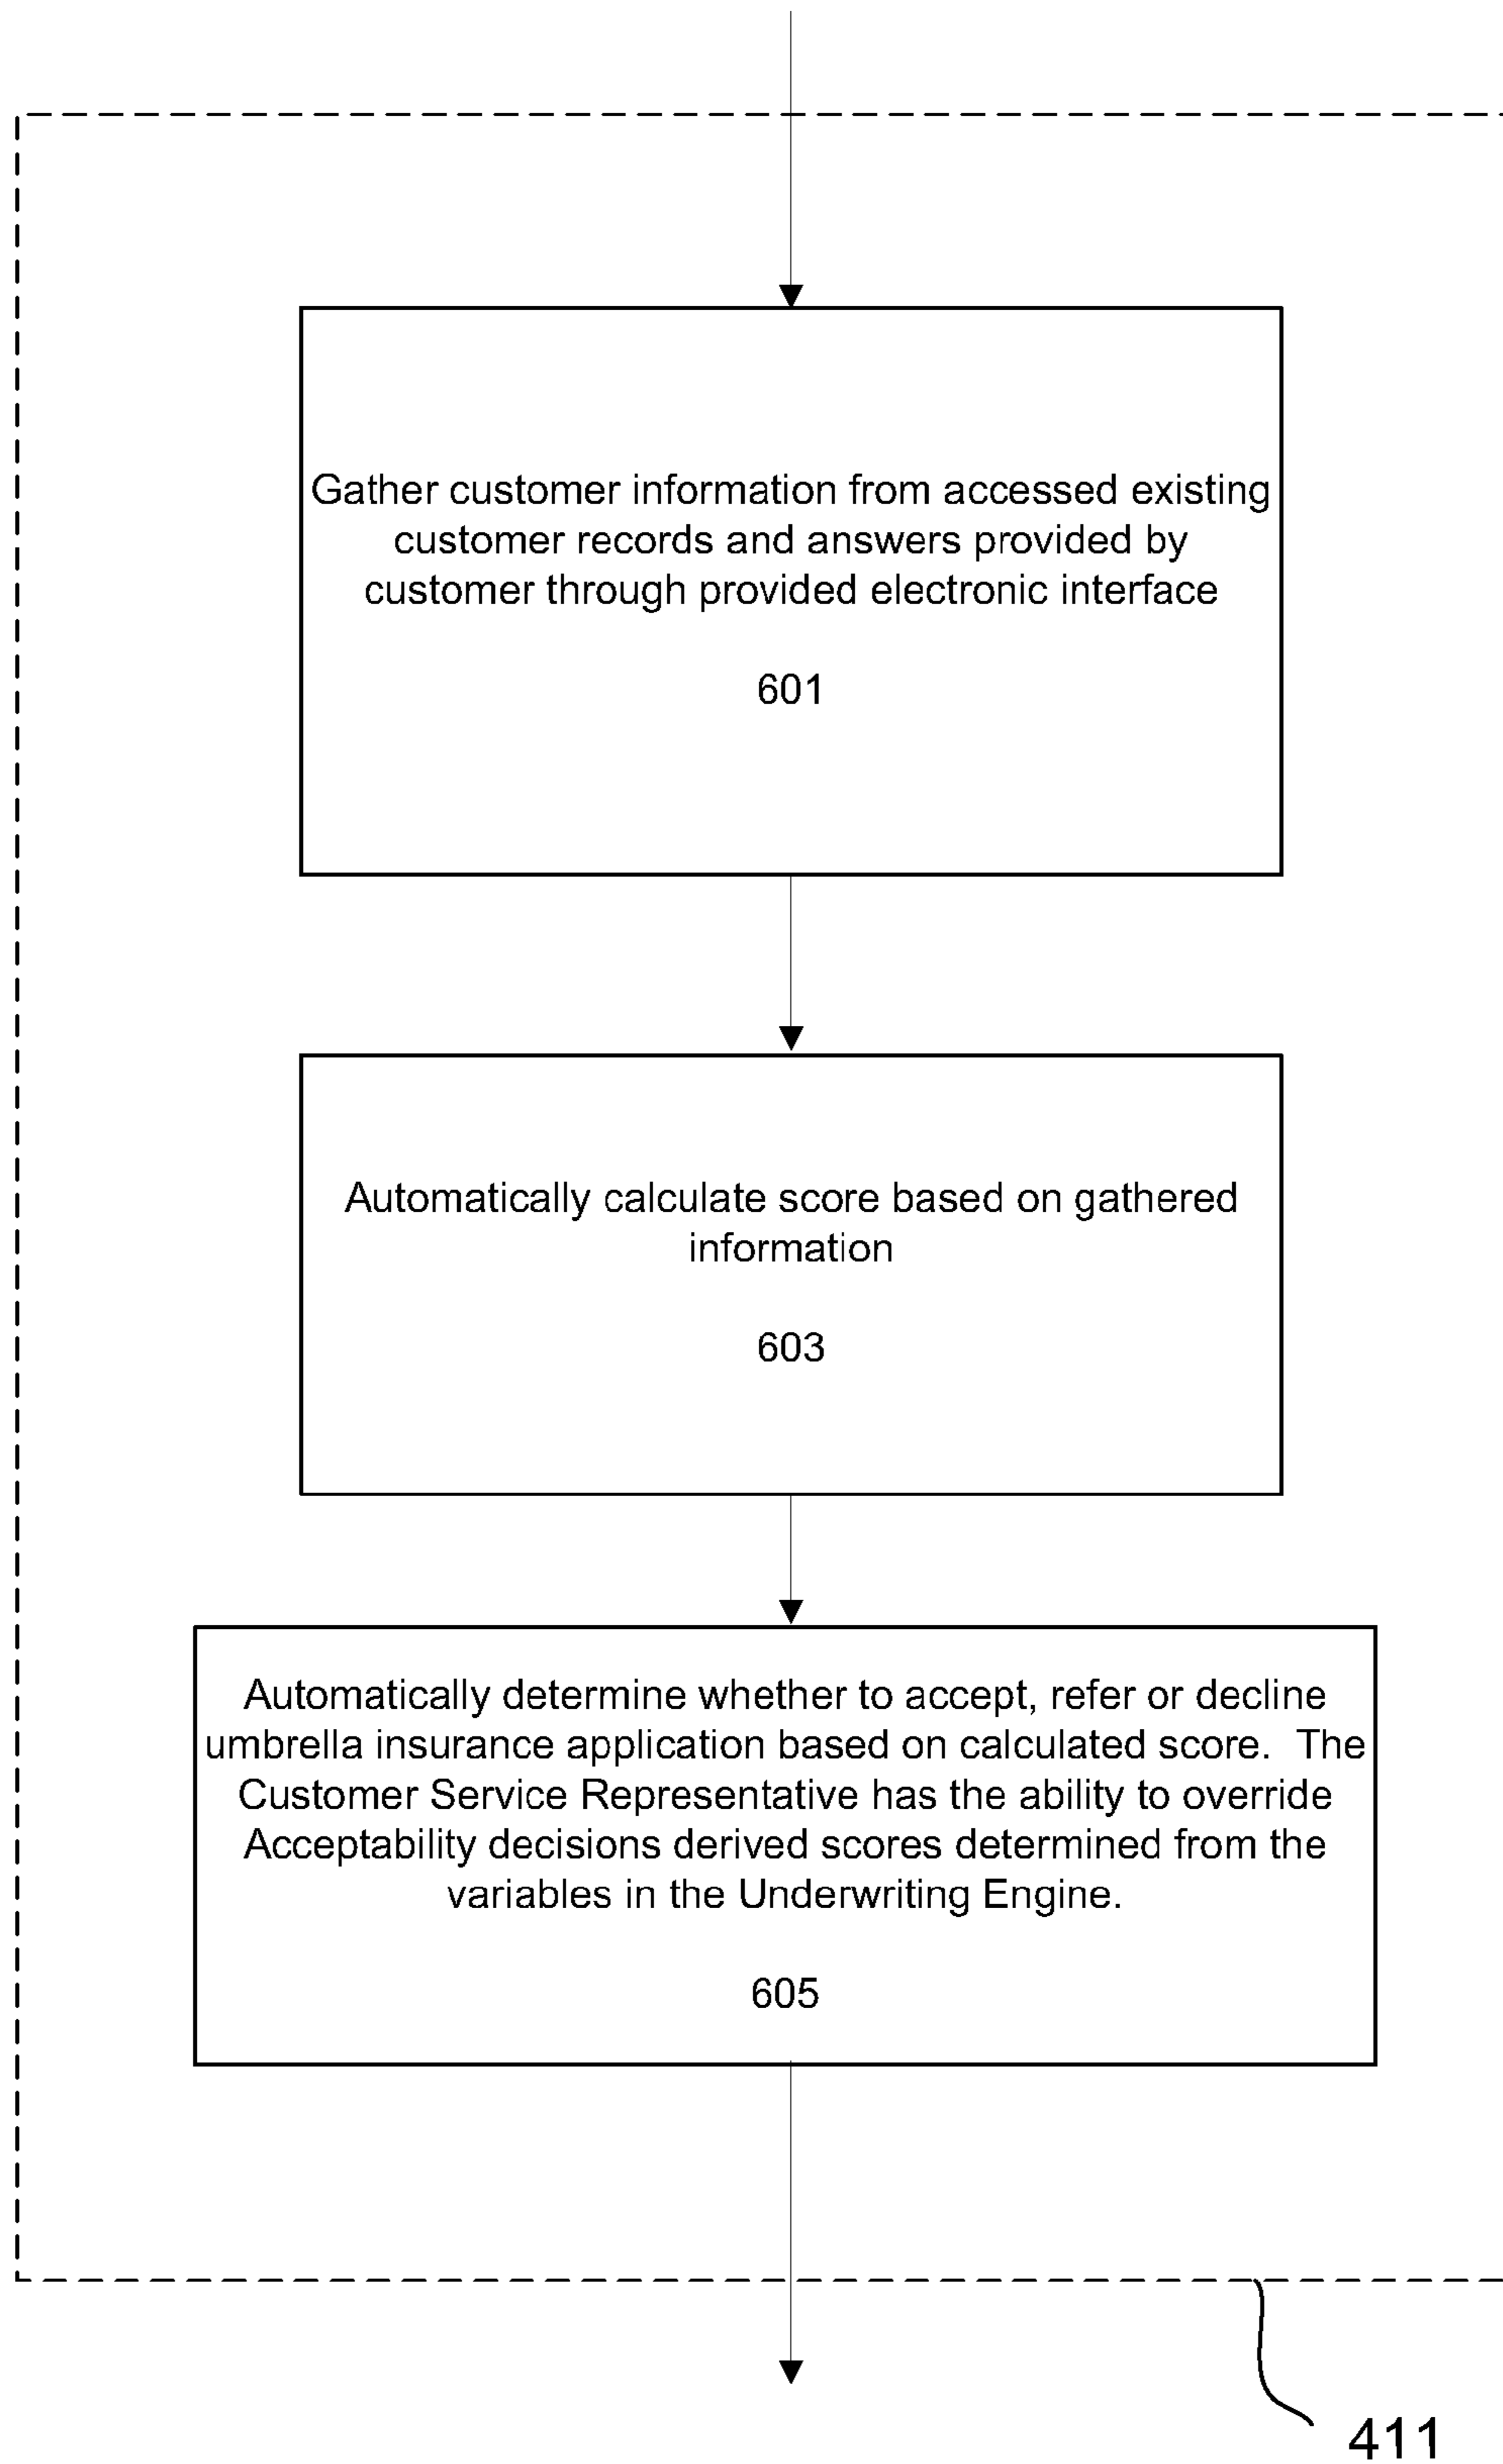 Gather customer information from accessed existing
customer records and answers provided by
customer through provided electronic interface
601
Automatically calculate score based on gathered
information
603
Automatically determine whether to accept, refer or decline
umbrella insurance application based on calculated score.  The
Customer Service Representative has the ability to override
Acceptability decisions derived scores determined from the
variables in the Underwriting Engine.
605
411